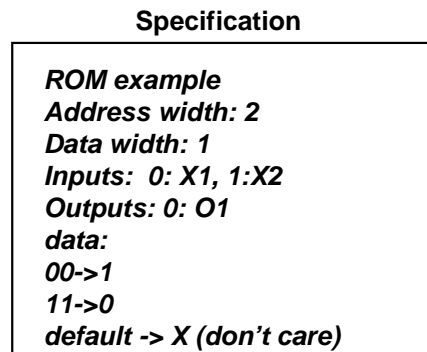 Specification
ROM example
Address width: 2
Data width: 1
Inputs:  0: X1, 1:X2
Outputs: 0: O1
data:
00->1
11->0
default -> X (don't care)